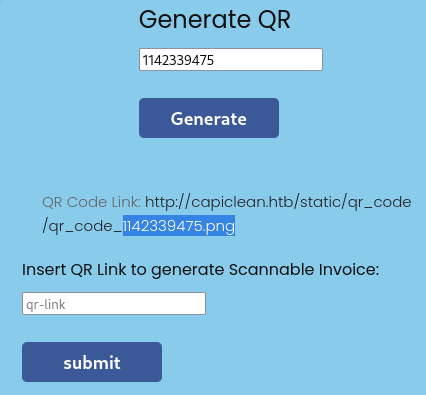 Generate QR
1142339475
Generate
QR Code Link: http://capiclean.htb/static/qr_code
/qr_code_1142339475.png
Insert QR Link to generate Scannable Invoice:
qr-link
submit